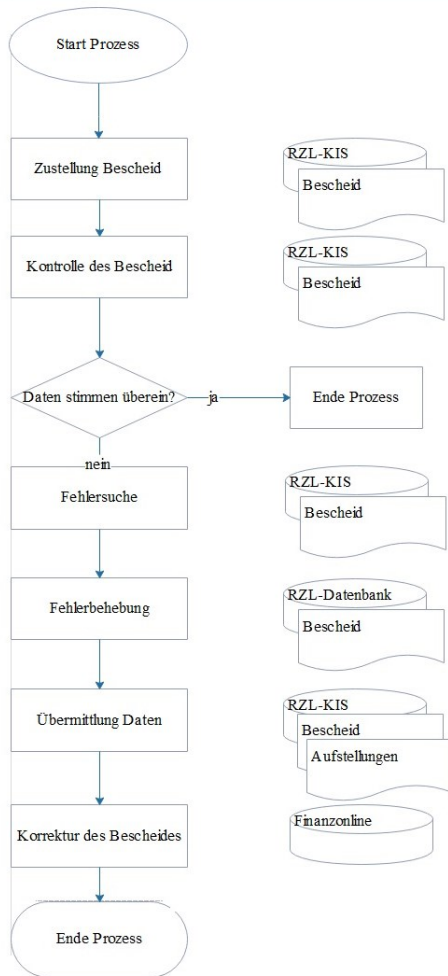 Start Prozess
Zustellung Bescheid
RZL-KIS
Bescheid
Kontrolle des Bescheid
RZL-KIS
Bescheid
Daten stimmen überein?
ja
Ende Prozess
nein
Fehlersuche
RZL-KIS
Bescheid
Fehlerbehebung
RZL-Datenbank
Bescheid
Übermittlung Daten
RZL-KIS
Bescheid
Aufstellungen
Korrektur des Bescheides
Finanzonline
Ende Prozess